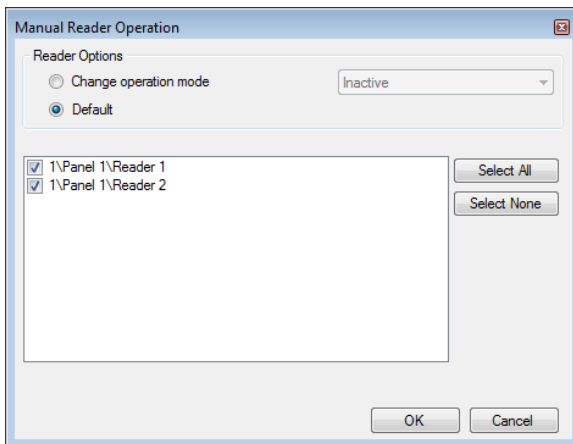 Manual Reader Operation
Reader Options
Change operation mode
Inactive
Default
1\Panel 1\Reader 1
1\Panel 1\Reader 2
Select All
Select None
OK
Cancel